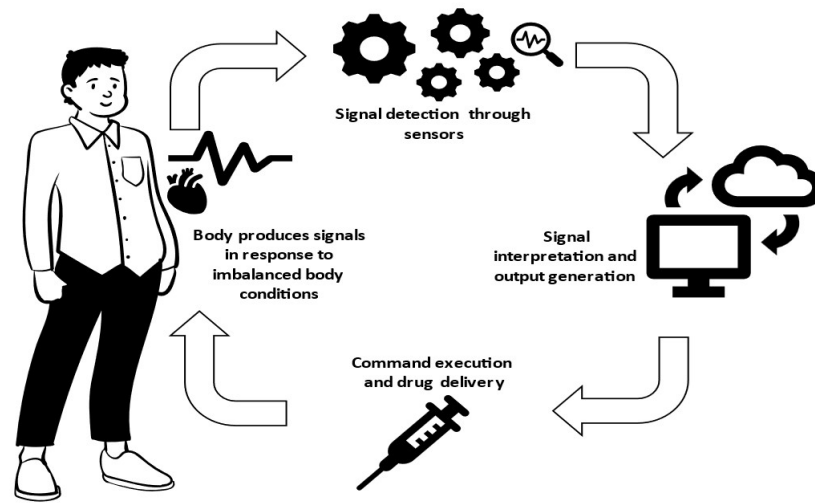 Signal detection through
sensors
Body produces signals
in response to
imbalanced body
conditions
Signal
interpretation and
output generation
Command execution
and drug delivery